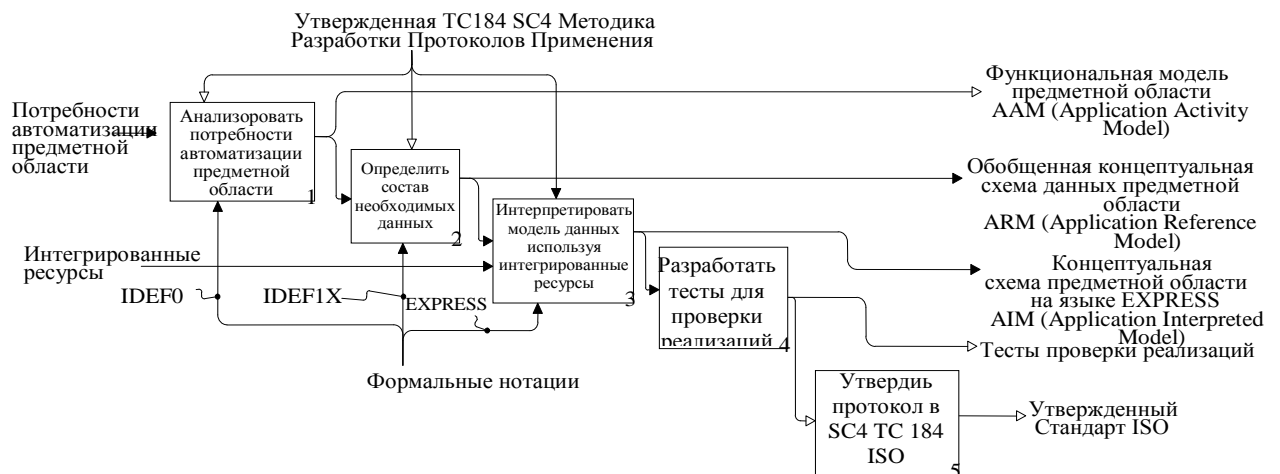 Утвержденная TC184 SC4 Методика
Разработки Протоколов Применения
Потребности
автоматизации
предметной
области
Анализоровать
потребности
автоматизации
предметной
области
1
Функциональная модель
предметной области
AAM (Application Activity
Model)
Определить
состав
необходимых
данных
2
Обобщенная концептуальная
схема данных предметной
области
ARM (Application Reference
Model)
Интерпретировать
модель данных
используя
интегрированные
ресурсы
3
Интегрированные
ресурсы
IDEF0
IDEF1X
EXPRESS
Разработать
тесты для
проверки
реализаций
4
Концептуальная
схема предметной области
на языке EXPRESS
AIM (Application Interpreted
Model)
Тесты проверки реализаций
Формальные нотации
Утвердиь
протокол в
SC4 TC 184
ISO
5
Утвержденный
Стандарт ISO